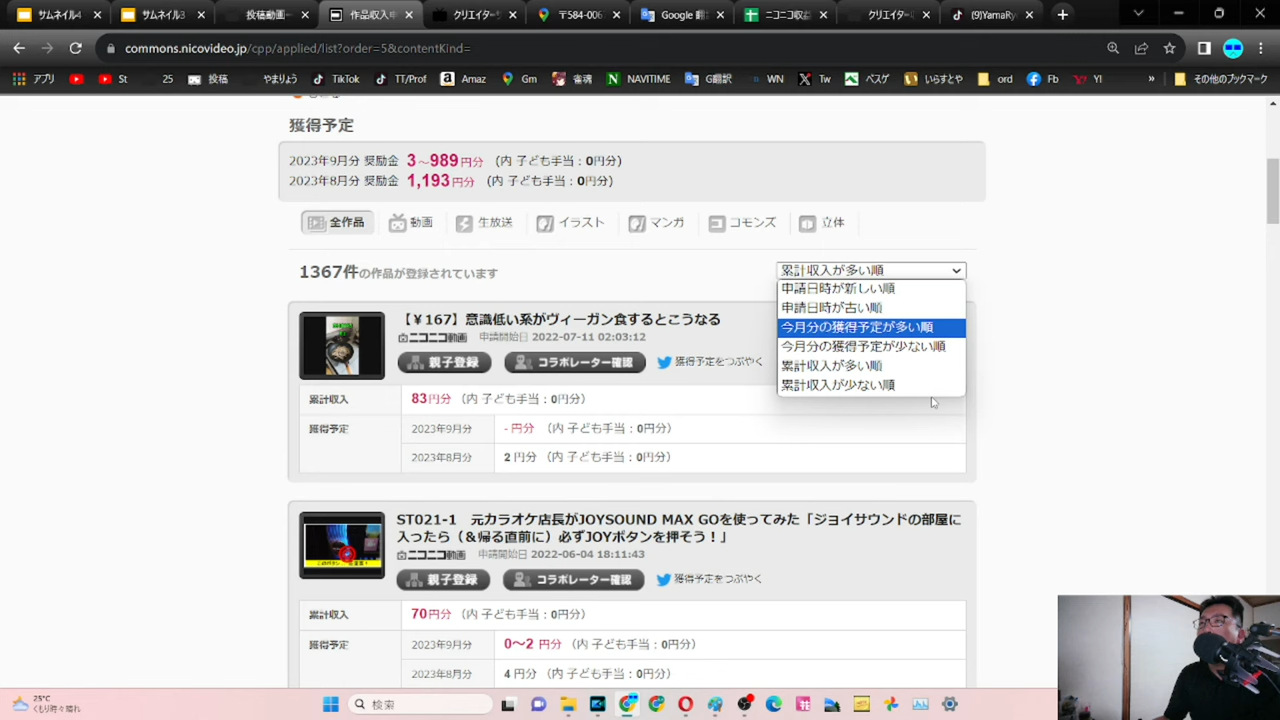 サムネイル4
サムネイル3
投稿動画
作品収入申
クリエイター
〒584-006
Google 翻
ニコニコ収益
クリエイター
(9)YamaRy
commons.nicovideo.jp/cpp/applied/list?order=5&contentKind=
アプリ
St
25
投稿
やまりょう
TikTok
TT/Prof
Amaz
Gm
雀魂
NAVITIME
G翻訳
WN
Tw
ベスゲ
いらすとや
ord
Fb
Y!
»
その他のブックマーク
獲得予定
2023年9月分 奨励金 3～989円分 (内 子ども手当：0円分)
2023年8月分 奨励金 1,193円分 (内 子ども手当：0円分)
全作品
動画
生放送
イラスト
マンガ
コモンズ
立体
1367件の作品が登録されています
累計収入が多い順
申請日時が新しい順
申請日時が古い順
今月分の獲得予定が多い順
今月分の獲得予定が少ない順
累計収入が多い順
累計収入が少ない順
【￥167】意識低い系がヴィーガン食するとこうなる
ニコニコ動画 申請開始日 2022-07-11 02:03:12
親子登録
コラボレーター確認
獲得予定をつぶやく
累計収入
83円分 (内 子ども手当：0円分)
獲得予定
2023年9月分
- 円分 (内 子ども手当：0円分)
2023年8月分
2 円分 (内 子ども手当：0円分)
ST021-1 元カラオケ店長がJOYSOUND MAX GOを使ってみた「ジョイサウンドの部屋に
入ったら（＆帰る直前に）必ずJOYボタンを押そう！」
ニコニコ動画 申請開始日 2022-06-04 18:11:43
親子登録
コラボレーター確認
獲得予定をつぶやく
累計収入
70円分 (内 子ども手当：0円分)
獲得予定
2023年9月分
0～2 円分 (内 子ども手当：0円分)
2023年8月分
4 円分 (内 子ども手当：0円分)
25°C
くもり時々晴れ
検索